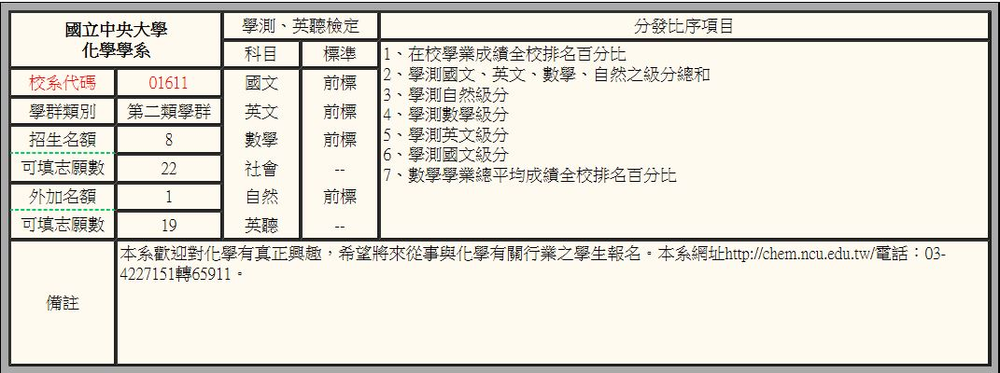 國立中央大學
化學學系
學測、英聽檢定
分發比序項目
科目 標準
校系代碼 01611 國文 前標
學群類別 第二類學群 英文 前標
招生名額 8 數學 前標
可填志願數 22 社會 --
外加名額 1 自然 前標
可填志願數 19 英聽 --
1、在校學業成績全校排名百分比
2、學測國文、英文、數學、自然之級分總和
3、學測自然級分
4、學測數學級分
5、學測英文級分
6、學測國文級分
7、數學學業總平均成績全校排名百分比
備註
本系歡迎對化學有真正興趣，希望將來從事與化學有關行業之學生報名。本系網址http://chem.ncu.edu.tw/電話：03-
4227151轉65911。